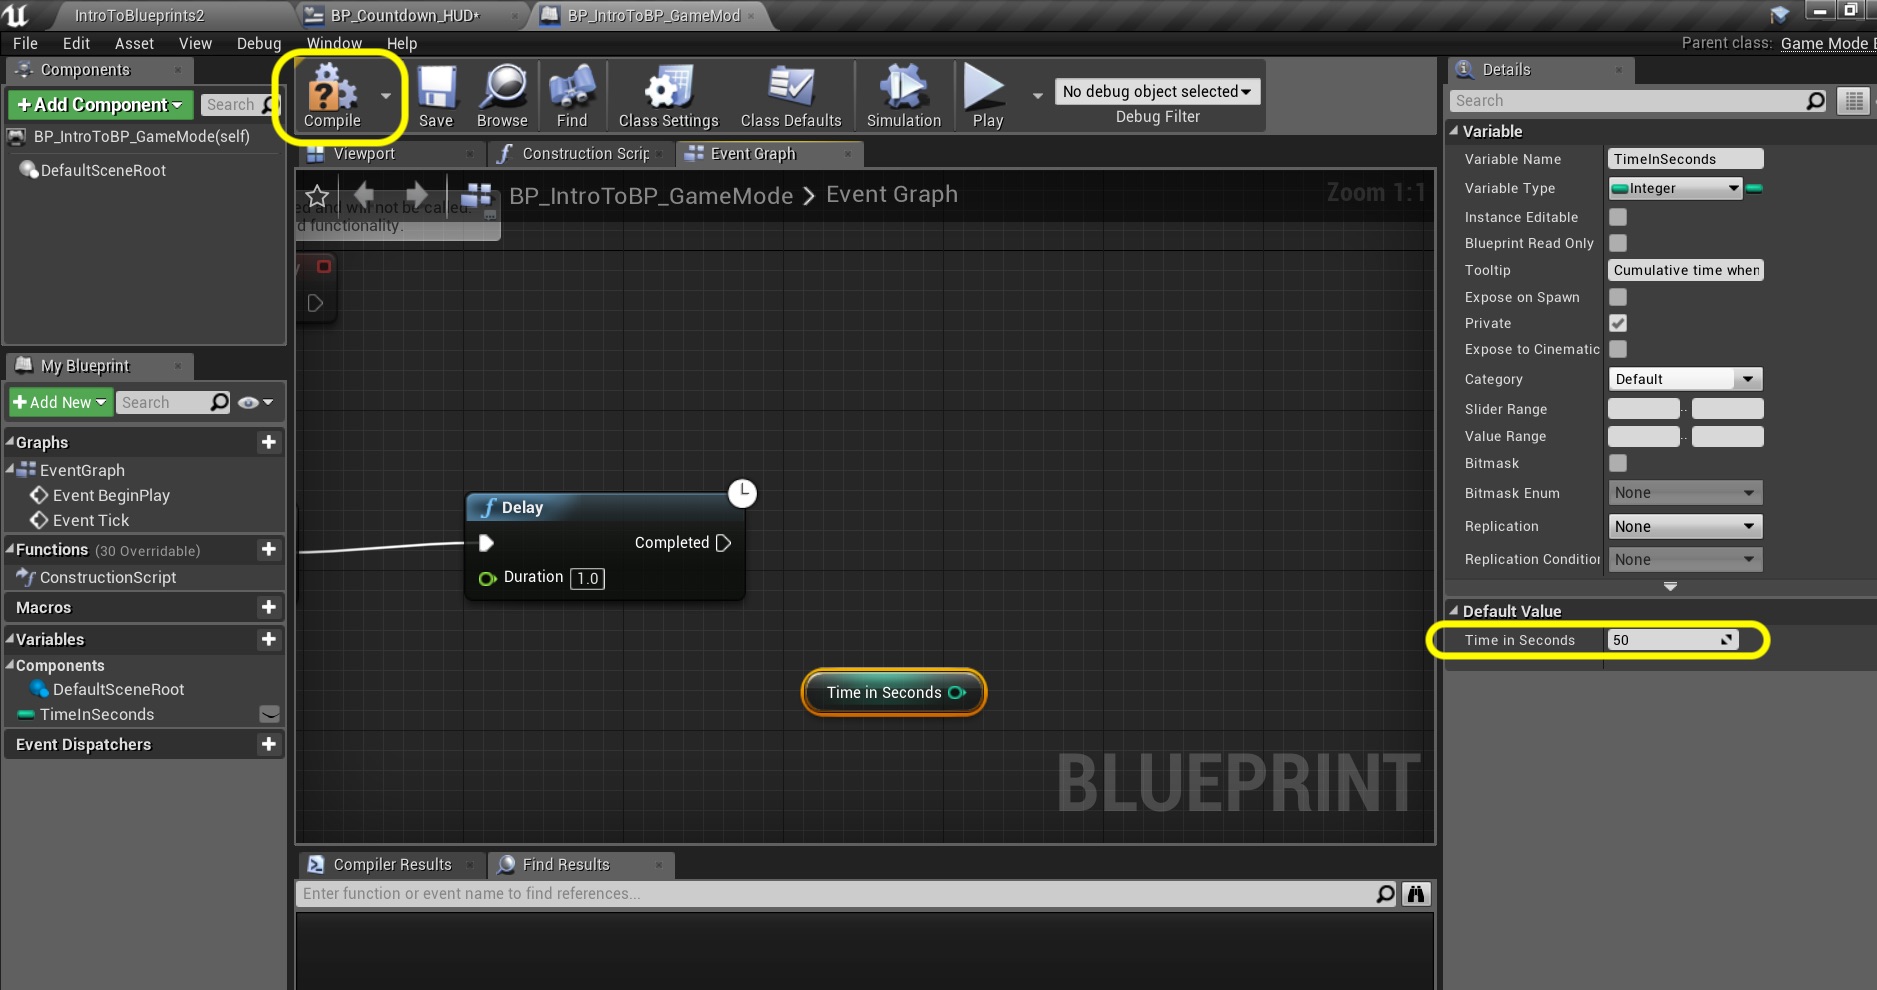 IntroToBlueprints2
BP_Countdown_HUD*
BP_IntroToBP_GameMod
File Edit Asset View Debug Window Help
Parent class: Game Mode
Components
Add Component
Search
BP_IntroToBP_GameMode(self)
DefaultSceneRoot
Compile
Save
Browse
Find
Class Settings
Class Defaults
Simulation
Play
No debug object selected
Debug Filter
Viewport
Construction Scrip
Event Graph
BP_IntroToBP_GameMode > Event Graph
Zoom 1:1
ed and will not be called.
d functionality.
Delay
Completed
Duration 1.0
Time in Seconds
BLUEPRINT
My Blueprint
Add New
Search
Graphs
EventGraph
Event BeginPlay
Event Tick
Functions (30 Overridable)
ConstructionScript
Macros
Variables
Components
DefaultSceneRoot
TimeInSeconds
Event Dispatchers
Compiler Results
Find Results
Enter function or event name to find references...
Details
Search
Variable
Variable Name TimeInSeconds
Variable Type Integer
Instance Editable
Blueprint Read Only
Tooltip Cumulative time when
Expose on Spawn
Private
Expose to Cinematic
Category Default
Slider Range ..
Value Range ..
Bitmask
Bitmask Enum None
Replication None
Replication Condition None
Default Value
Time in Seconds 50